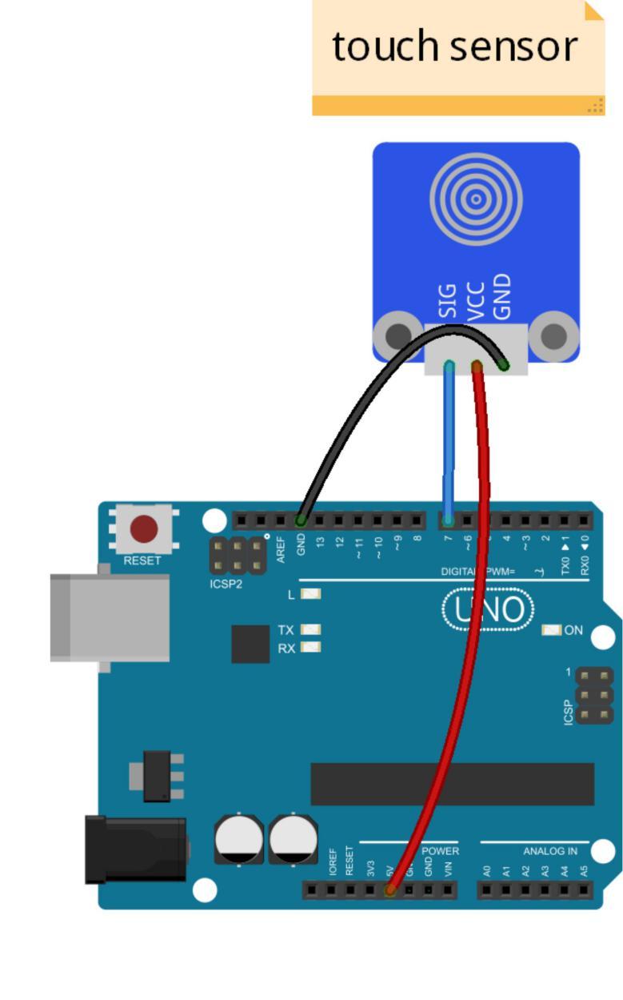 touch sensor
SIG
VCC
GND
RESET
ICSP2
AREF
GND
13
12
~ 11
~ 10
~ 9
8
7
~ 6
4
~ 3
2
TX0 ▶ 1
RX0 ◀ 0
DIGITAL PWM= ~
L
TX
RX
UNO
ON
1
ICSP
POWER
ANALOG IN
IOREF
RESET
3V3
5V
GND
VIN
A0
A1
A2
A3
A4
A5